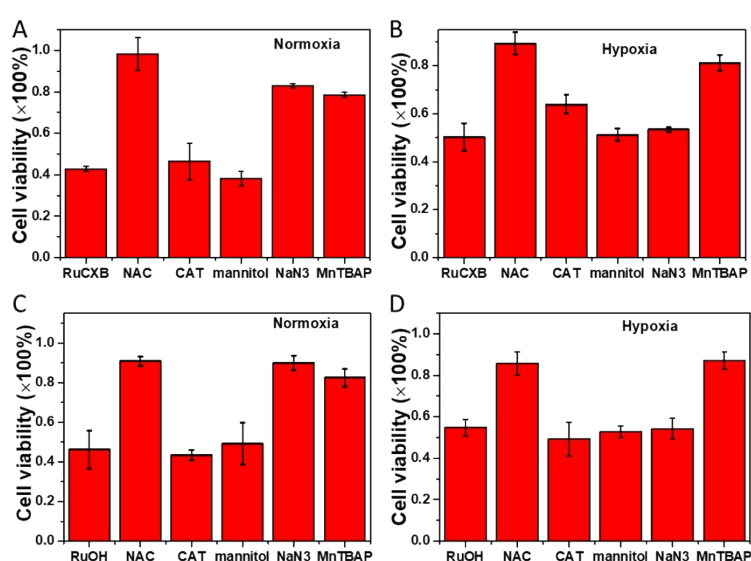 A
Normoxia
Cell viability (×100%)
1.0
0.8
0.6
0.4
0.2
0.0
RuCXB NAC CAT mannitol NaN3 MnTBAP
B
Hypoxia
Cell viability (×100%)
0.8
0.6
0.4
0.2
0.0
RuCXB NAC CAT mannitol NaN3 MnTBAP
C
Normoxia
Cell viability (×100%)
1.0
0.8
0.6
0.4
0.2
0.0
RuOH NAC CAT mannitol NaN3 MnTBAP
D
Hypoxia
Cell viability (×100%)
1.0
0.8
0.6
0.4
0.2
0.0
RuOH NAC CAT mannitol NaN3 MnTBAP